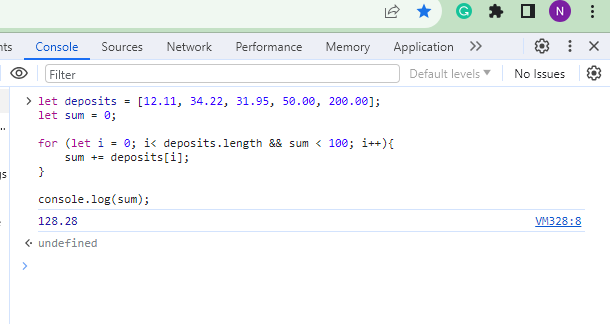 N
nts Console Sources Network Performance Memory Application
Filter Default levels ▼ No Issues
> let deposits = [12.11, 34.22, 31.95, 50.00, 200.00];
let sum = 0;
for (let i = 0; i< deposits.length && sum < 100; i++){
sum += deposits[i];
}
console.log(sum);
128.28 VM328:8
undefined
>